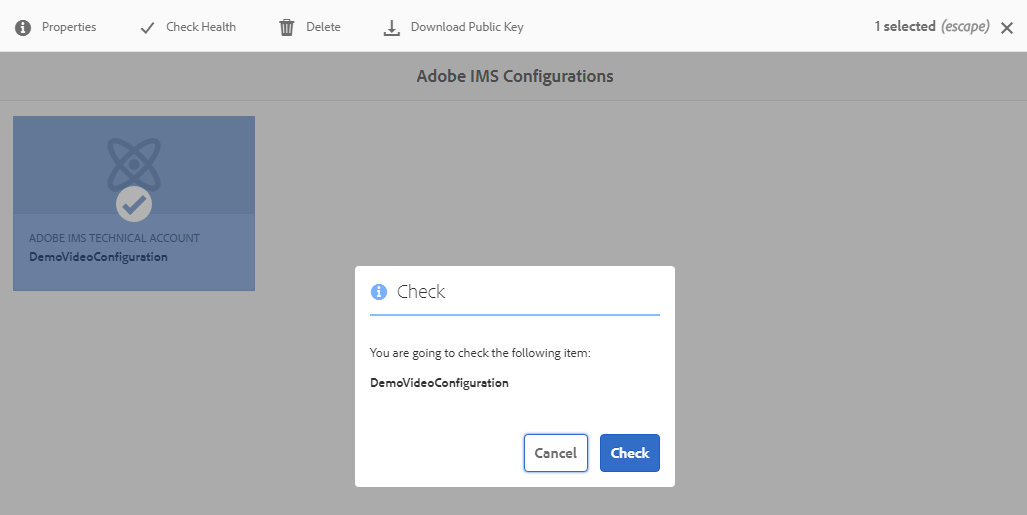 Properties Check Health Delete Download Public Key 1 selected (escape)
Adobe IMS Configurations
ADOBE IMS TECHNICAL ACCOUNT
DemoVideoConfiguration
Check
You are going to check the following item:
DemoVideoConfiguration
Cancel Check